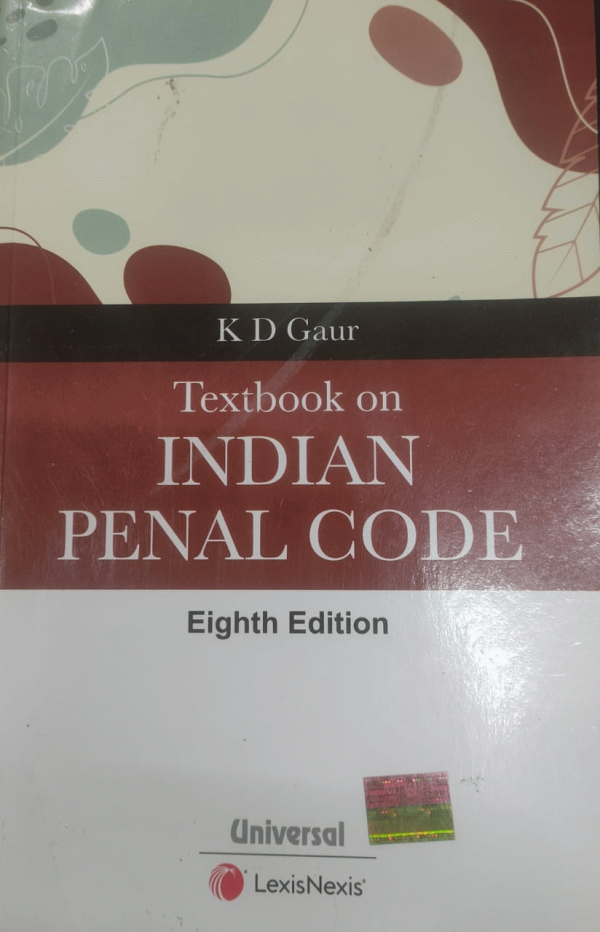 K D Gaur
Textbook on
INDIAN
PENAL CODE
Eighth Edition
Universal
LexisNexis®